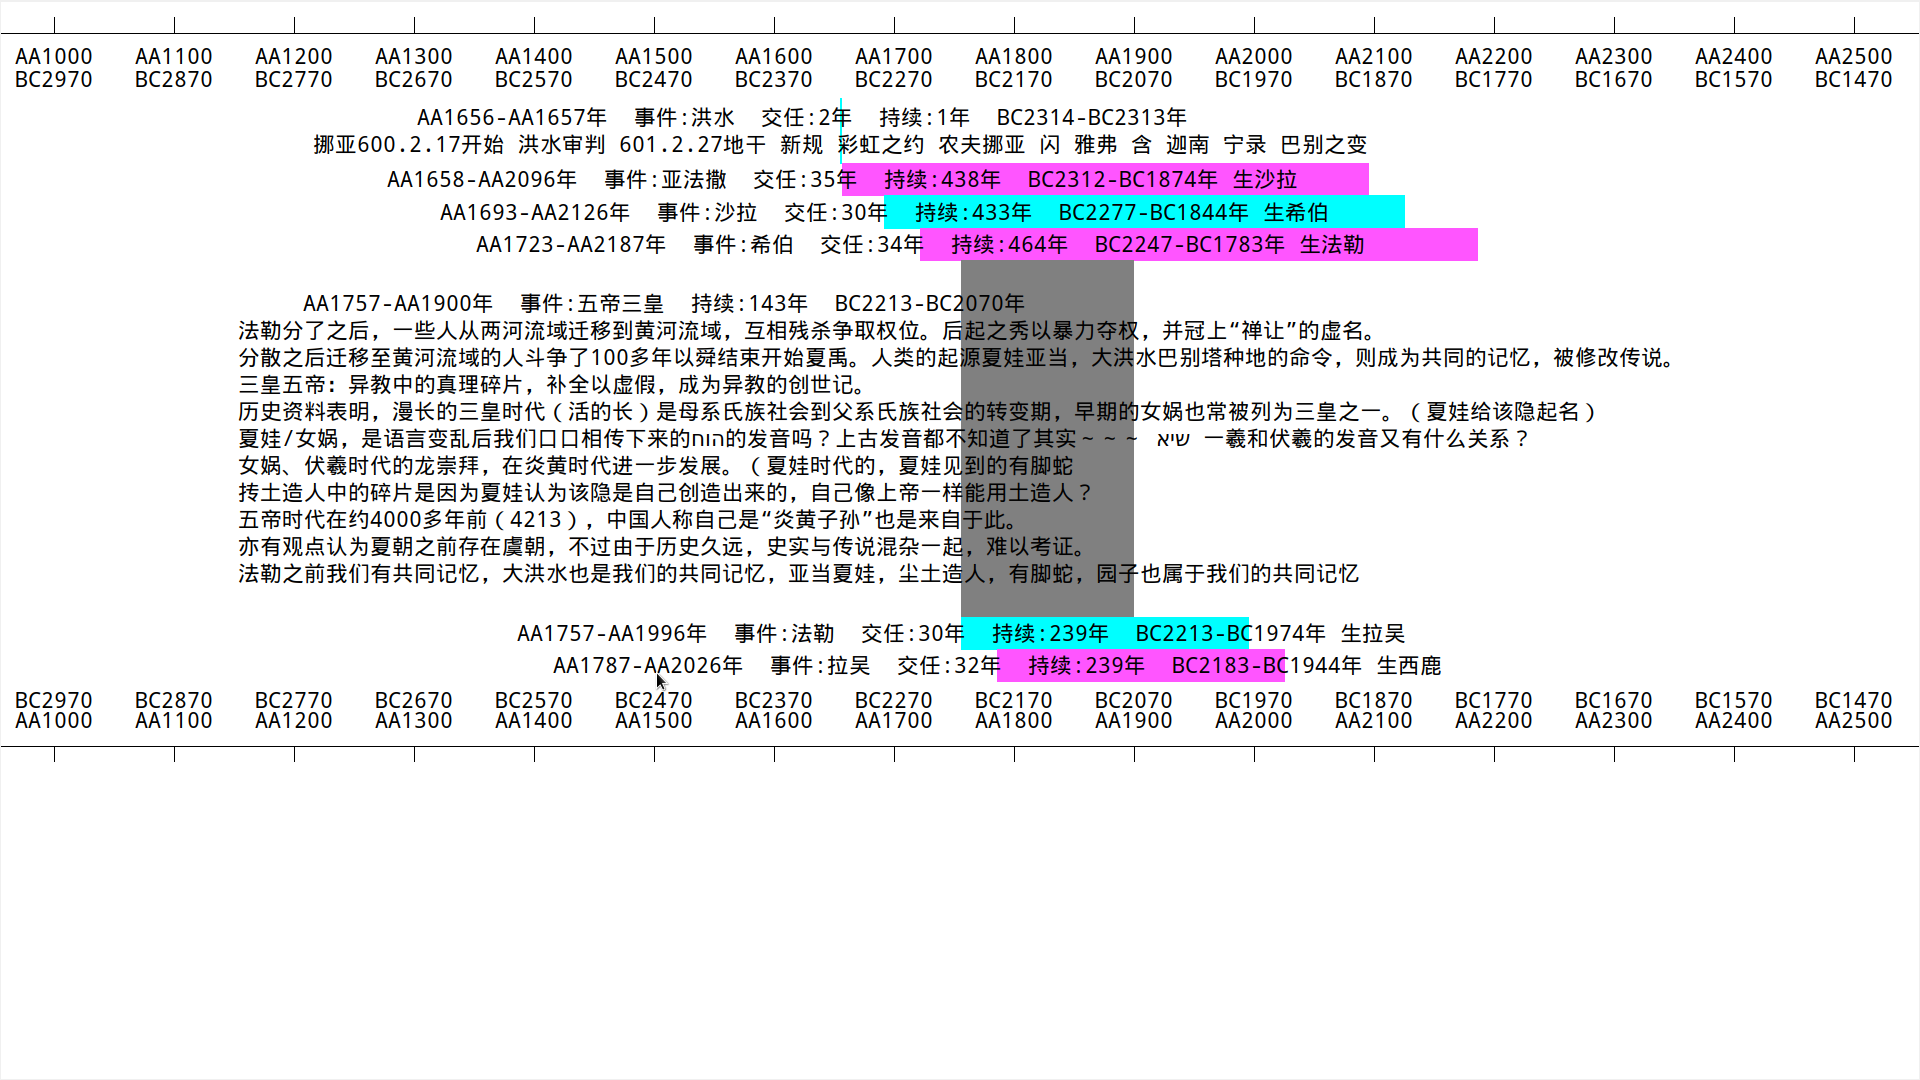 AA1000 AA1100 AA1200 AA1300 AA1400 AA1500 AA1600 AA1700 AA1800 AA1900 AA2000 AA2100 AA2200 AA2300 AA2400 AA2500
BC2970 BC2870 BC2770 BC2670 BC2570 BC2470 BC2370 BC2270 BC2170 BC2070 BC1970 BC1870 BC1770 BC1670 BC1570 BC1470
AA1656-AA1657年 事件:洪水 交任:2年 持续:1年 BC2314-BC2313年
挪亚600.2.17开始 洪水审判 601.2.27地干 新规 彩虹之约 农夫挪亚 闪 雅弗 含 迦南 宁录 巴别之变
AA1658-AA2096年 事件:亚法撒 交任:35年 持续:438年 BC2312-BC1874年 生沙拉
AA1693-AA2126年 事件:沙拉 交任:30年 持续:433年 BC2277-BC1844年 生希伯
AA1723-AA2187年 事件:希伯 交任:34年 持续:464年 BC2247-BC1783年 生法勒
AA1757-AA1900年 事件:五帝三皇 持续:143年 BC2213-BC2070年
法勒分了之后，一些人从两河流域迁移到黄河流域，互相残杀争取权位。后起之秀以暴力夺权，并冠上“禅让”的虚名。
分散之后迁移至黄河流域的人斗争了100多年以舜结束开始夏禹。人类的起源夏娃亚当，大洪水巴别塔种地的命令，则成为共同的记忆，被修改传说。
三皇五帝：异教中的真理碎片，补全以虚假，成为异教的创世记。
历史资料表明，漫长的三皇时代（活的长）是母系氏族社会到父系氏族社会的转变期，早期的女娲也常被列为三皇之一。（夏娃给该隐起名）
夏娃/女娲，是语言变乱后我们口口相传下来的הוח的发音吗？上古发音都不知道了其实~~~ שיא 一羲和伏羲的发音又有什么关系？
女娲、伏羲时代的龙崇拜，在炎黄时代进一步发展。（夏娃时代的，夏娃见到的有脚蛇
抟土造人中的碎片是因为夏娃认为该隐是自己创造出来的，自己像上帝一样能用土造人？
五帝时代在约4000多年前（4213），中国人称自己是“炎黄子孙”也是来自于此。
亦有观点认为夏朝之前存在虞朝，不过由于历史久远，史实与传说混杂一起，难以考证。
法勒之前我们有共同记忆，大洪水也是我们的共同记忆，亚当夏娃，尘土造人，有脚蛇，园子也属于我们的共同记忆
AA1757-AA1996年 事件:法勒 交任:30年 持续:239年 BC2213-BC1974年 生拉吴
AA1787-AA2026年 事件:拉吴 交任:32年 持续:239年 BC2183-BC1944年 生西鹿
BC2970 BC2870 BC2770 BC2670 BC2570 BC2470 BC2370 BC2270 BC2170 BC2070 BC1970 BC1870 BC1770 BC1670 BC1570 BC1470
AA1000 AA1100 AA1200 AA1300 AA1400 AA1500 AA1600 AA1700 AA1800 AA1900 AA2000 AA2100 AA2200 AA2300 AA2400 AA2500